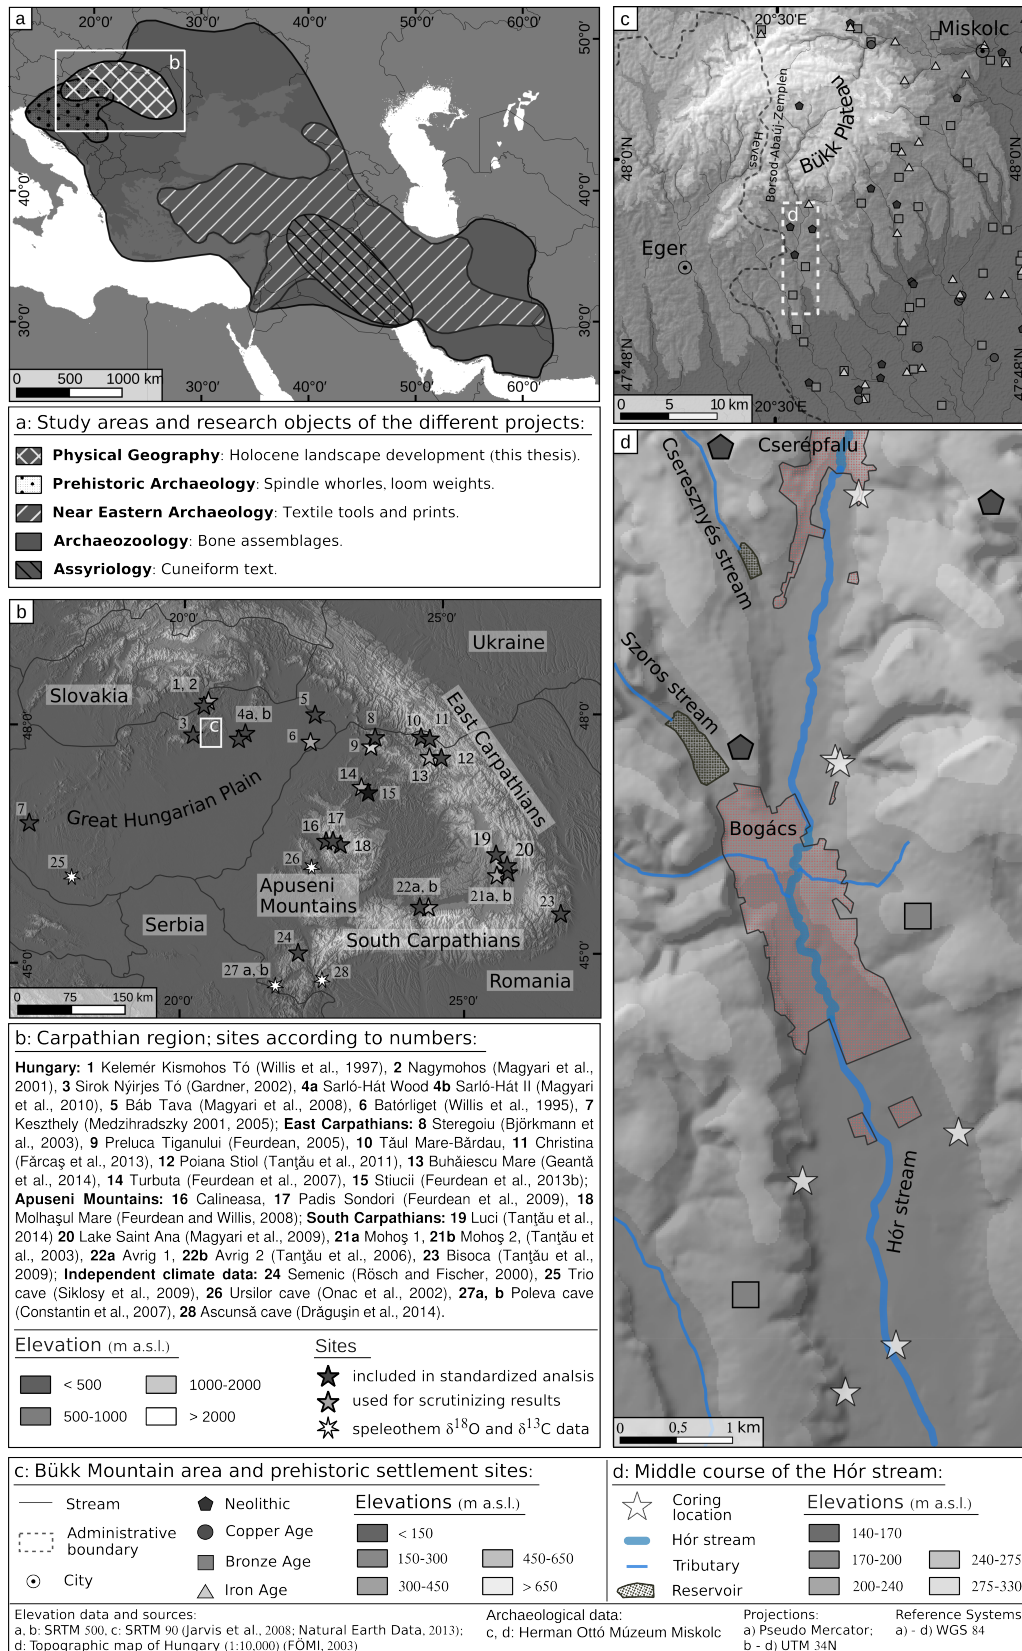 a
20°0'
30°0'
40°0'
50°0'
60°0'
50°0'
b
40°0'
40°0'
30°0'
30°0'
0 500 1000 km
30°0'
40°0'
50°0'
60°0'
a: Study areas and research objects of the different projects:
Physical Geography: Holocene landscape development (this thesis).
Prehistoric Archaeology: Spindle whorles, loom weights.
Near Eastern Archaeology: Textile tools and prints.
Archaeozoology: Bone assemblages.
Assyriology: Cuneiform text.
b
20°0'
25°0'
Ukraine
Slovakia
1, 2
5
4a, b
3
c
6
8
10
11
9
12
13
14
15
East Carpathians
48°0'
48°0'
Great Hungarian Plain
7
16
17
18
19
20
25
26
Apuseni
Mountains
22a, b
21a, b
23
Serbia
South Carpathians
24
27 a, b
28
Romania
45°0'
45°0'
0 75 150 km
20°0'
25°0'
b: Carpathian region; sites according to numbers:
Hungary: 1 Kelemér Kismohos Tó (Willis et al., 1997), 2 Nagymohos (Magyari et al.,
2001), 3 Sirok Nýirjes Tó (Gardner, 2002), 4a Sarló-Hát Wood 4b Sarló-Hát II (Magyari
et al., 2010), 5 Báb Tava (Magyari et al., 2008), 6 Batórliget (Willis et al., 1995), 7
Keszthely (Medzihradszky 2001, 2005); East Carpathians: 8 Steregoiu (Björkmann et
al., 2003), 9 Preluca Tiganului (Feurdean, 2005), 10 Tăul Mare-Bărdau, 11 Christina
(Fărcaş et al., 2013), 12 Poiana Stiol (Tanţău et al., 2011), 13 Buhăiescu Mare (Geantă
et al., 2014), 14 Turbuta (Feurdean et al., 2007), 15 Stiucii (Feurdean et al., 2013b);
Apuseni Mountains: 16 Calineasa, 17 Padis Sondori (Feurdean et al., 2009), 18
Molhaşul Mare (Feurdean and Willis, 2008); South Carpathians: 19 Luci (Tanţău et al.,
2014) 20 Lake Saint Ana (Magyari et al., 2009), 21a Mohoş 1, 21b Mohoş 2, (Tanţău et
al., 2003), 22a Avrig 1, 22b Avrig 2 (Tanţău et al., 2006), 23 Bisoca (Tanţău et al.,
2009); Independent climate data: 24 Semenic (Rösch and Fischer, 2000), 25 Trio
cave (Siklosy et al., 2009), 26 Ursilor cave (Onac et al., 2002), 27a, b Poleva cave
(Constantin et al., 2007), 28 Ascunsă cave (Drăguşin et al., 2014).
Elevation (m a.s.l.)
< 500
1000-2000
500-1000
> 2000
Sites
included in standardized analsis
used for scrutinizing results
speleothem δ18O and δ13C data
c
20°30'E
Miskolc
Bükk Plateau
Borsod-Abaúj-Zemplen
Heves
48°0'N
48°0'N
d
Eger
47°48'N
47°48'N
0 5 10 km
20°30'E
d
Cserépfalu
Cseresznyés stream
Szoros stream
Bogács
Hór stream
0 0,5 1 km
c: Bükk Mountain area and prehistoric settlement sites:
Stream
Administrative
boundary
City
Neolithic
Copper Age
Bronze Age
Iron Age
Elevations (m a.s.l.)
< 150
150-300
450-650
300-450
> 650
d: Middle course of the Hór stream:
Coring
location
Hór stream
Tributary
Reservoir
Elevations (m a.s.l.)
140-170
170-200
240-275
200-240
275-330
Elevation data and sources:
a, b: SRTM 500, c: SRTM 90 (Jarvis et al., 2008; Natural Earth Data, 2013);
d: Topographic map of Hungary (1:10,000) (FÖMI, 2003)
Archaeological data:
c, d: Herman Ottó Múzeum Miskolc
Projections:
a) Pseudo Mercator;
b - d) UTM 34N
Reference Systems
a) - d) WGS 84